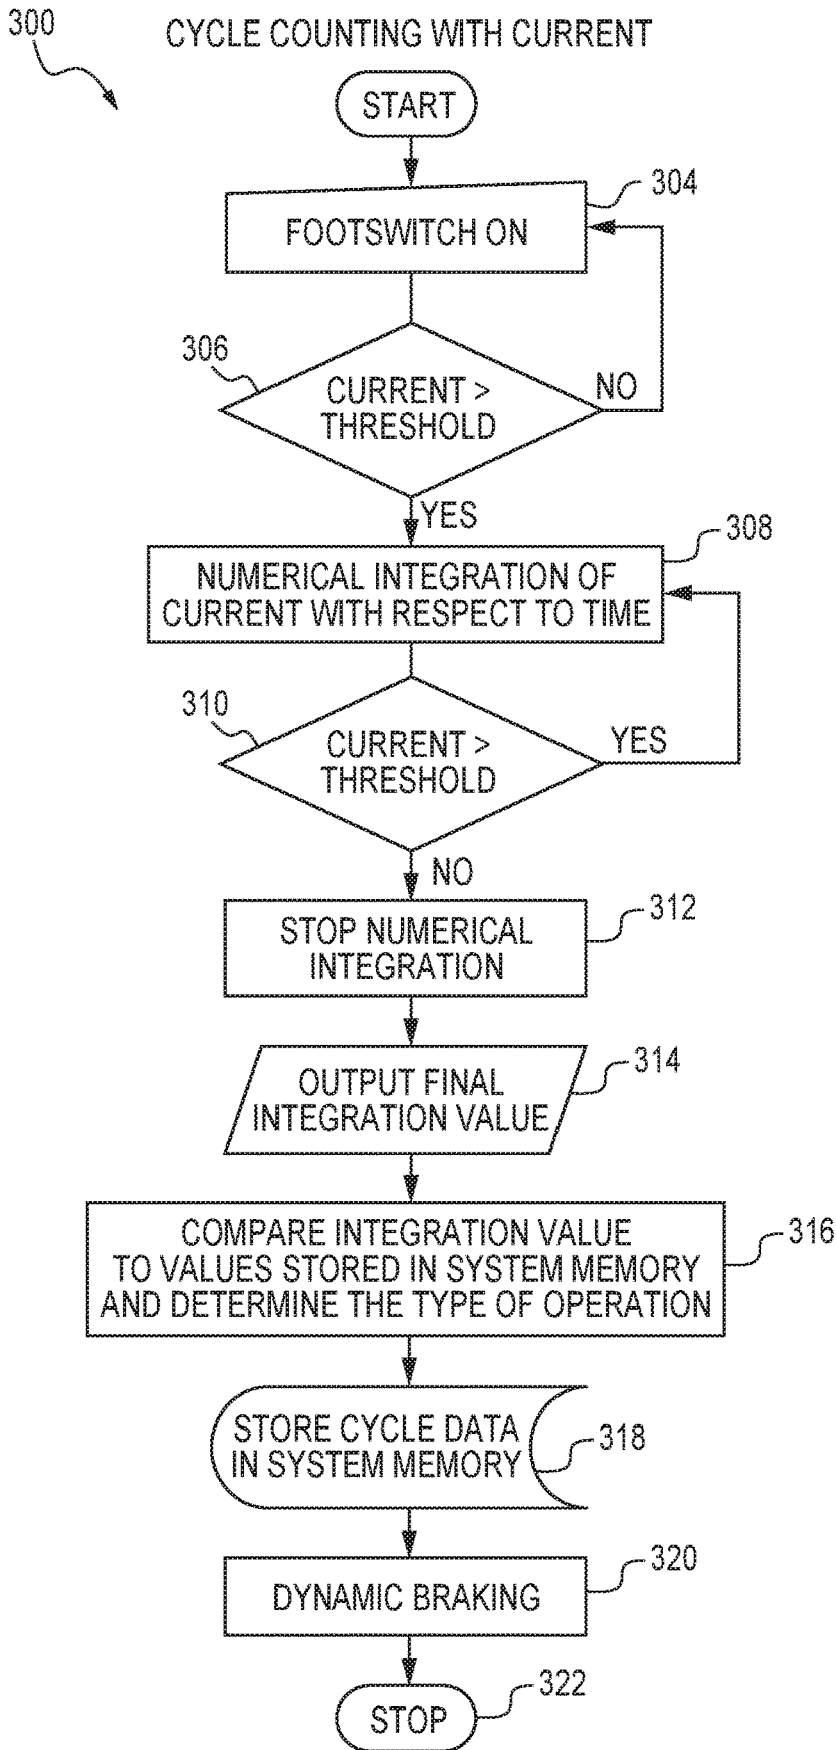 300
CYCLE COUNTING WITH CURRENT
START
304
FOOTSWITCH ON
306
CURRENT >
THRESHOLD
NO
YES
308
NUMERICAL INTEGRATION OF
CURRENT WITH RESPECT TO TIME
310
CURRENT >
THRESHOLD
YES
NO
312
STOP NUMERICAL
INTEGRATION
314
OUTPUT FINAL
INTEGRATION VALUE
316
COMPARE INTEGRATION VALUE
TO VALUES STORED IN SYSTEM MEMORY
AND DETERMINE THE TYPE OF OPERATION
STORE CYCLE DATA
IN SYSTEM MEMORY
318
320
DYNAMIC BRAKING
322
STOP